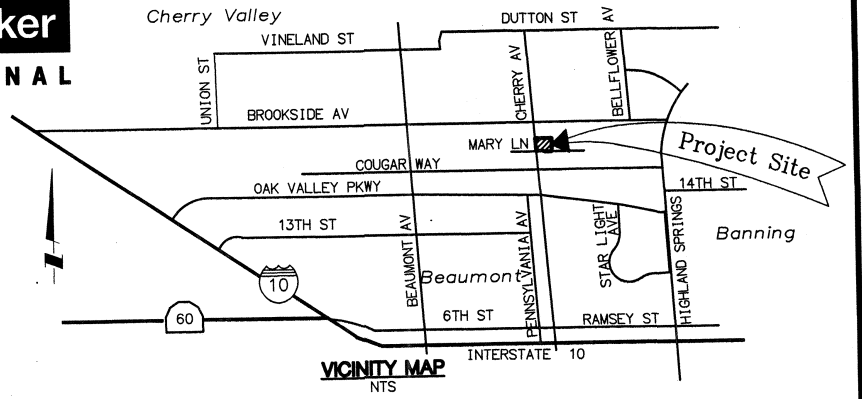 ker
NAL
Cherry Valley
DUTTON ST
VINELAND ST
UNION ST
CHERRY AV
BELLFLOWER AV
BROOKSIDE AV
MARY LN
Project Site
COUGAR WAY
OAK VALLEY PKWY
14TH ST
13TH ST
BEAUMONT AV
PENNSYLVANIA AV
STAR LIGHT
AVE
HIGHLAND SPRINGS
Banning
Beaumont
10
60
6TH ST
RAMSEY ST
INTERSTATE 10
VICINITY MAP
NTS